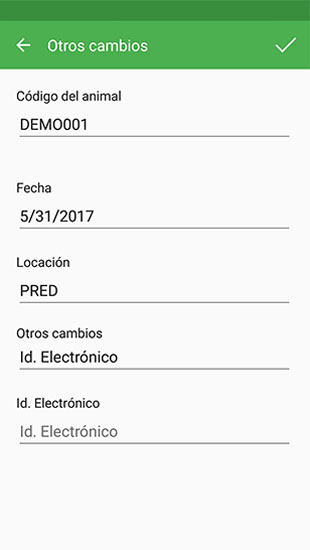 Otros cambios
Código del animal
DEMO001
Fecha
5/31/2017
Locación
PRED
Otros cambios
Id. Electrónico
Id. Electrónico
Id. Electrónico